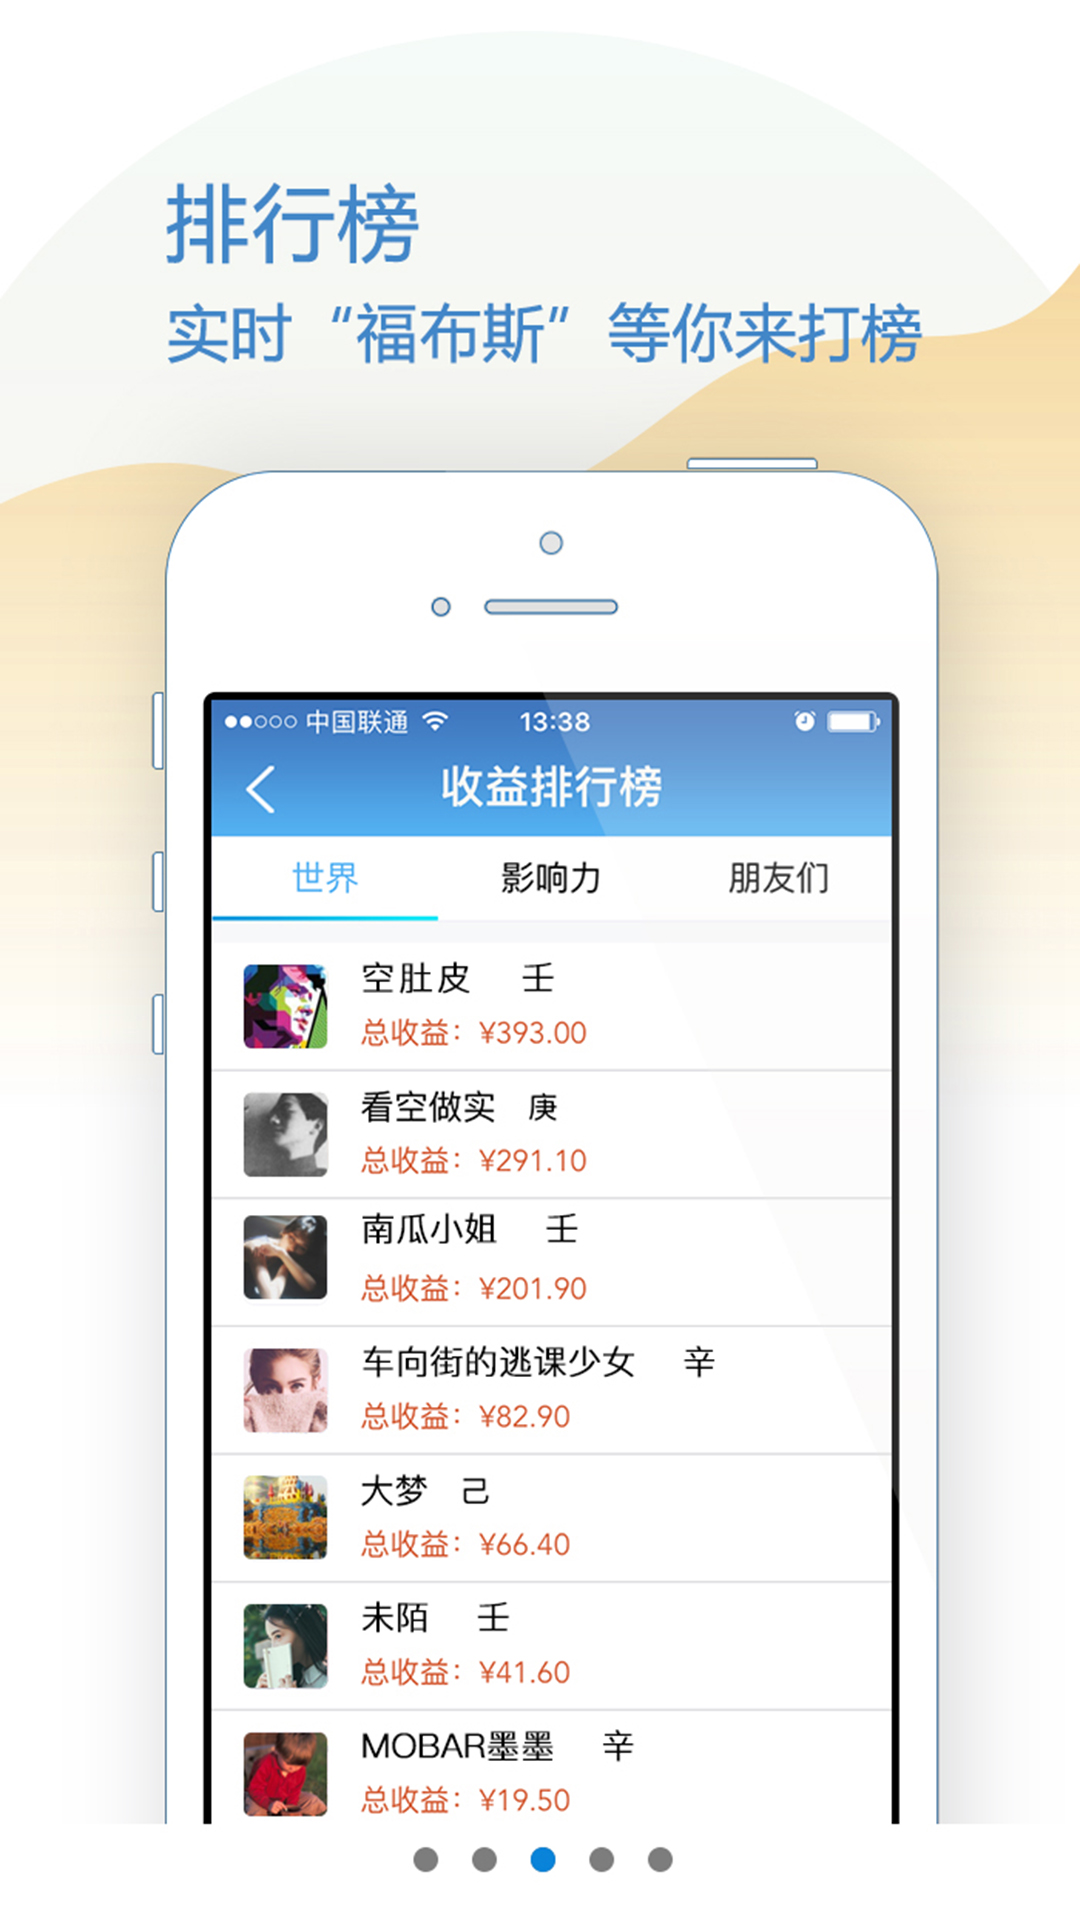 排行榜
实时“福布斯”等你来打榜
中国联通 13:38
收益排行榜
世界 影响力 朋友们
空肚皮 壬
总收益：¥393.00
看空做实 庚
总收益：¥291.10
南瓜小姐 壬
总收益：¥201.90
车向街的逃课少女 辛
总收益：¥82.90
大梦 己
总收益：¥66.40
未陌 壬
总收益：¥41.60
MOBAR墨墨 辛
总收益：¥19.50